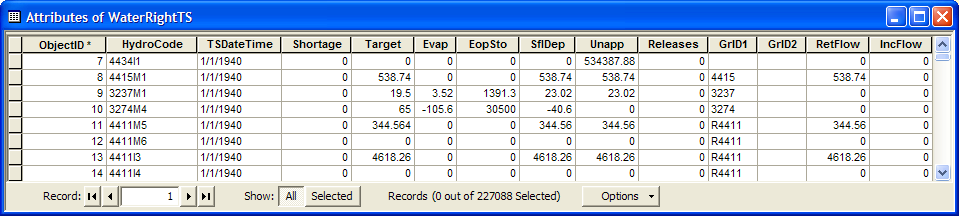 Attributes of WaterRightTS
ObjectID * HydroCode TSDateTime Shortage Target Evap EopSto SflDep Unapp Releases GrID1 GrID2 RetFlow IncFlow
7 4434I1 1/1/1940 0 0 0 0 0 534387.88 0 0 0
8 4415M1 1/1/1940 0 538.74 0 0 538.74 538.74 0 4415 538.74 0
9 3237M1 1/1/1940 0 19.5 3.52 1391.3 23.02 23.02 0 3237 0 0
10 3274M4 1/1/1940 0 65 -105.6 30500 -40.6 0 0 3274 0 0
11 4411M5 1/1/1940 0 344.564 0 0 344.56 344.56 0 R4411 344.56 0
12 4411M6 1/1/1940 0 0 0 0 0 0 0 R4411 0 0
13 4411I3 1/1/1940 0 4618.26 0 0 4618.26 4618.26 0 R4411 4618.26 0
14 4411I4 1/1/1940 0 0 0 0 0 0 0 R4411 0 0
Record: 1 Show: All Selected Records (0 out of 227088 Selected) Options